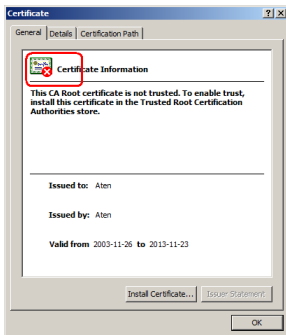 Certificate
General Details Certification Path
Certificate Information
This CA Root certificate is not trusted. To enable trust,
install this certificate in the Trusted Root Certification
Authorities store.
Issued to: Aten
Issued by: Aten
Valid from 2003-11-26 to 2013-11-23
Install Certificate... Issuer Statement
OK